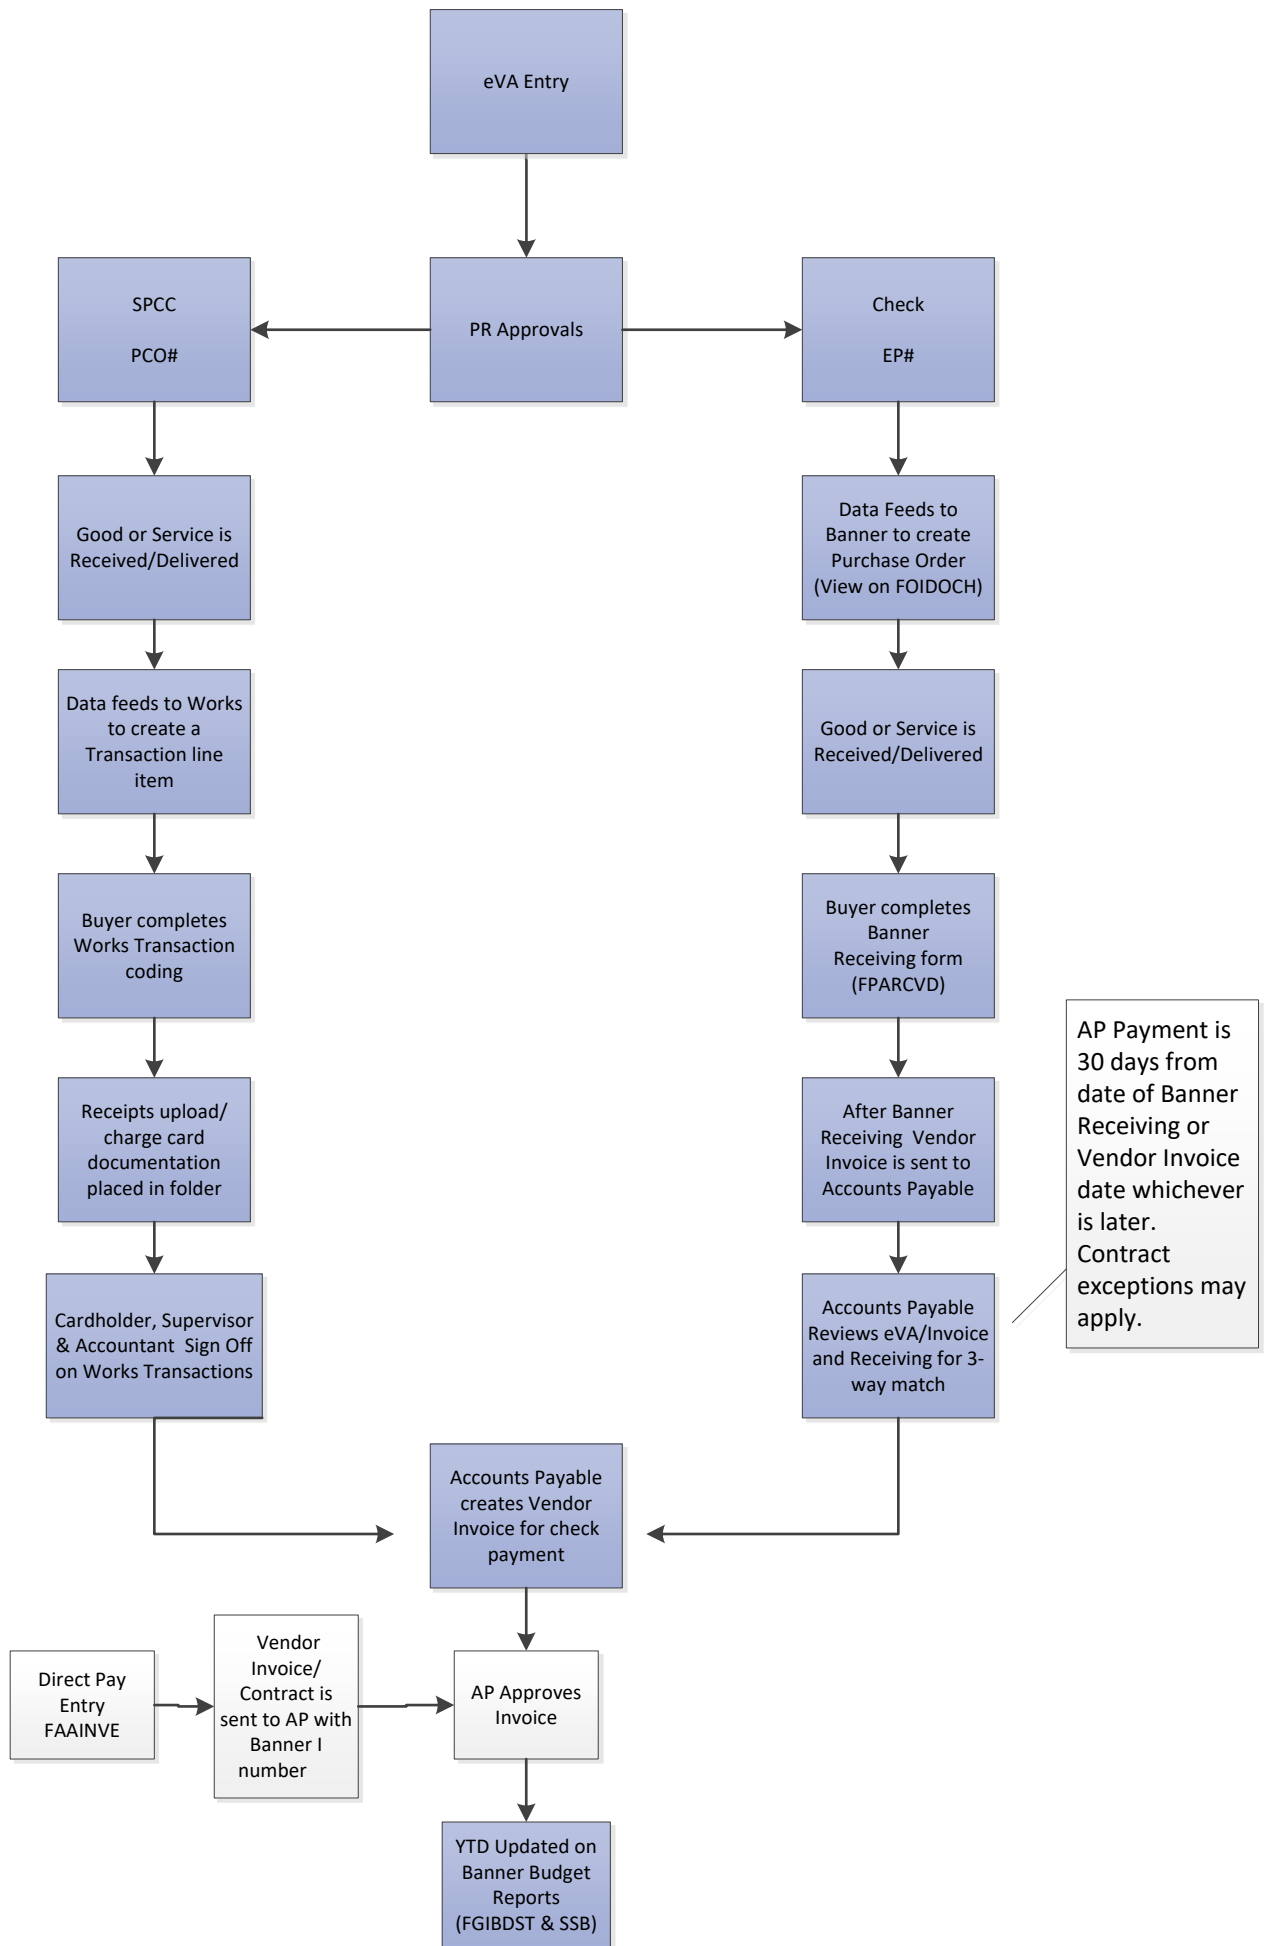 eVA Entry
SPCC
PCO#
PR Approvals
Check
EP#
Good or Service is
Received/Delivered
Data Feeds to
Banner to create
Purchase Order
(View on FOIDOCH)
Data feeds to Works
to create a
Transaction line
item
Good or Service is
Received/Delivered
Buyer completes
Works Transaction
coding
Buyer completes
Banner
Receiving form
(FPARCVD)
Receipts upload/
charge card
documentation
placed in folder
After Banner
Receiving Vendor
Invoice is sent to
Accounts Payable
AP Payment is
30 days from
date of Banner
Receiving or
Vendor Invoice
date whichever
is later.
Contract
exceptions may
apply.
Cardholder, Supervisor
& Accountant Sign Off
on Works Transactions
Accounts Payable
Reviews eVA/Invoice
and Receiving for 3-
way match
Accounts Payable
creates Vendor
Invoice for check
payment
Direct Pay
Entry
FAAINVE
Vendor
Invoice/
Contract is
sent to AP with
Banner I
number
AP Approves
Invoice
YTD Updated on
Banner Budget
Reports
(FGIBDST & SSB)